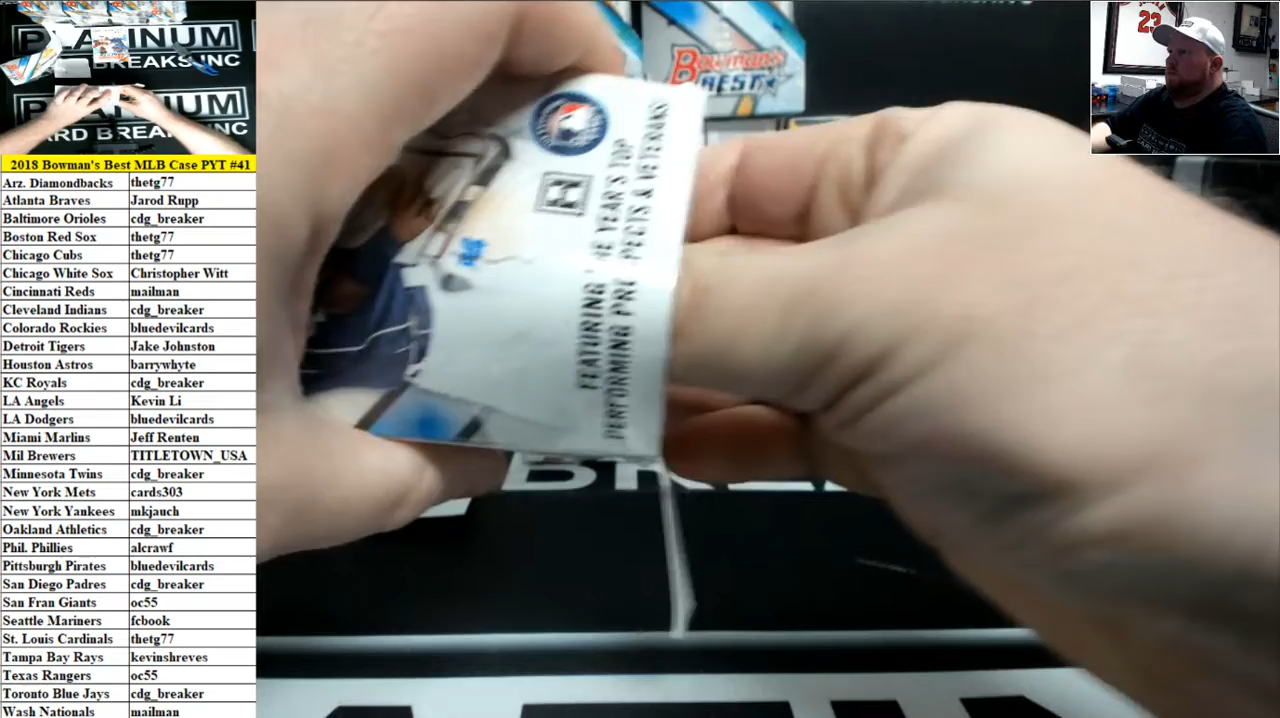 PLATINUM
BREAKS INC
PLATINUM
CARD BREAKS INC
23
Bowman's
BEST
H
FEATURING THE YEAR'S TOP
PERFORMING PROSPECTS & VETERANS
BRE
2018 Bowman's Best MLB Case PYT #41
Arz. Diamondbacks thetg77
Atlanta Braves Jarod Rupp
Baltimore Orioles cdg_breaker
Boston Red Sox thetg77
Chicago Cubs thetg77
Chicago White Sox Christopher Witt
Cincinnati Reds mailman
Cleveland Indians cdg_breaker
Colorado Rockies bluedevilcards
Detroit Tigers Jake Johnston
Houston Astros barrywhyte
KC Royals cdg_breaker
LA Angels Kevin Li
LA Dodgers bluedevilcards
Miami Marlins Jeff Renten
Mil Brewers TITLETOWN_USA
Minnesota Twins cdg_breaker
New York Mets cards303
New York Yankees mkjauch
Oakland Athletics cdg_breaker
Phil. Phillies alcrawf
Pittsburgh Pirates bluedevilcards
San Diego Padres cdg_breaker
San Fran Giants oc55
Seattle Mariners fcbook
St. Louis Cardinals thetg77
Tampa Bay Rays kevinshreves
Texas Rangers oc55
Toronto Blue Jays cdg_breaker
Wash Nationals mailman